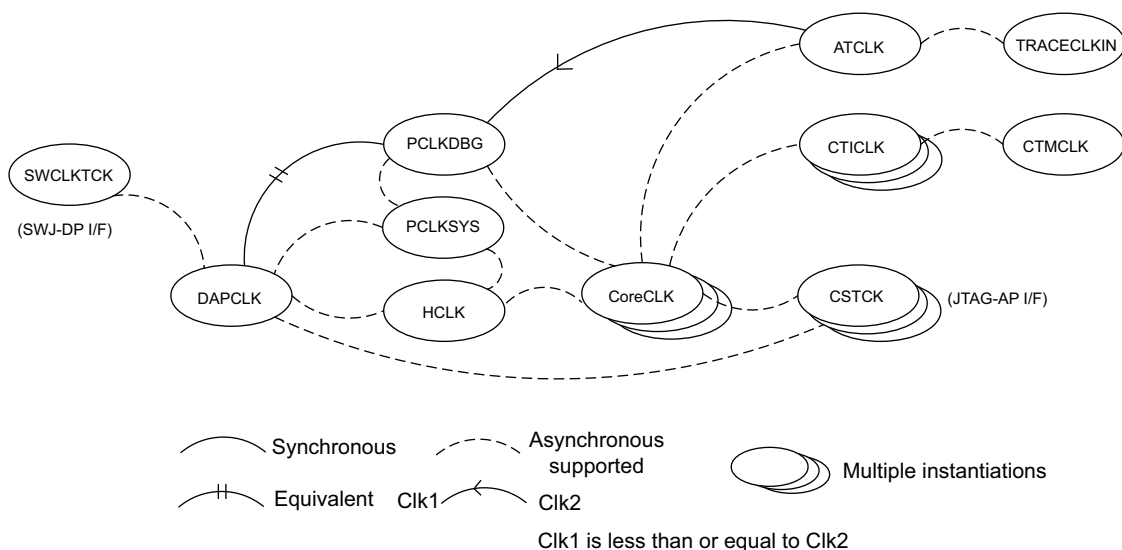 ATCLK
TRACECLKIN
PCLKDBG
CTICLK
CTMCLK
SWCLKTCK
(SWJ-DP I/F)
PCLKSYS
DAPCLK
HCLK
CoreCLK
CSTCK
(JTAG-AP I/F)
Synchronous
Asynchronous
supported
Multiple instantiations
Equivalent
Clk1
Clk2
Clk1 is less than or equal to Clk2